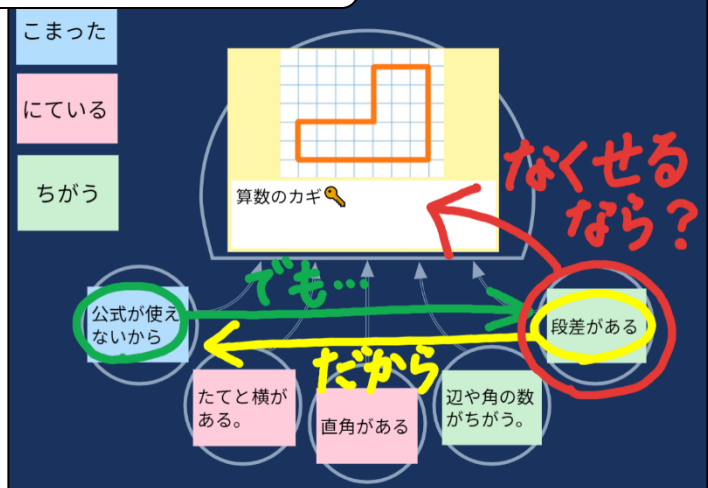 こまった
にている
ちがう
算数のカギ🔑
なくせる
なら？
でも…
公式が使え
ないから
段差がある
だから
たてと横が
ある。
直角がある
辺や角の数
がちがう。